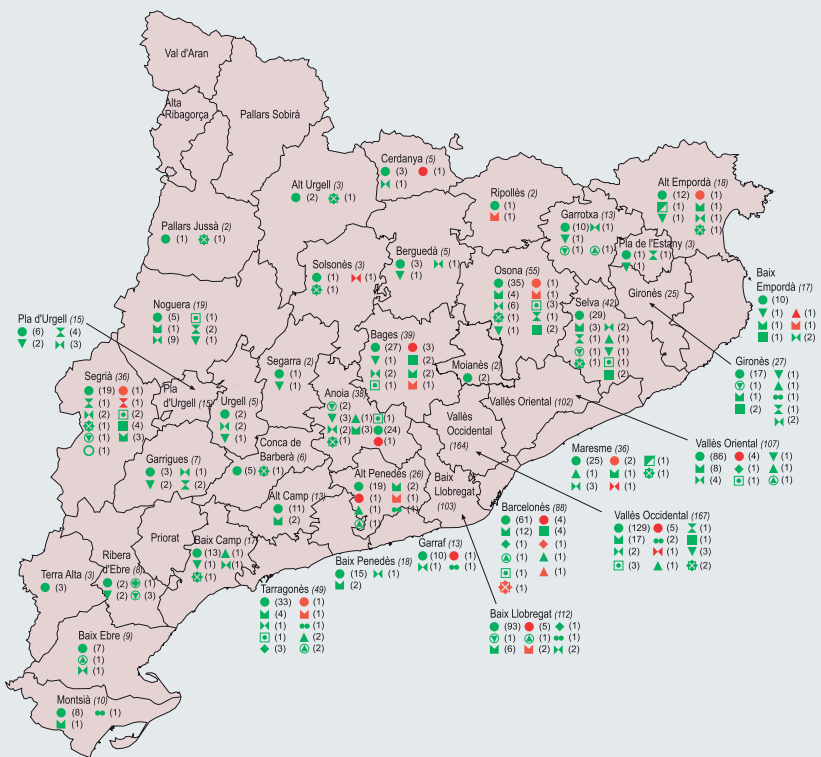 Val d'Aran
Alta
Ribagorça
Pallars Sobirà
Cerdanya (5)
(3) (1)
(1)
Alt Urgell (3)
(2) (1)
Ripollès (2)
(1)
(1)
Alt Empordà (18)
(12) (1)
(1) (1)
(1) (1)
(1)
Garrotxa (13)
(10) (1)
(1)
(1) (1)
Pallars Jussà (2)
(1) (1)
Pla de l'Estany (3)
(1) (1)
(1)
Berguedà (5)
(3) (1)
(1)
Solsonès (3)
(1) (1)
(1)
Osona (55)
(35) (1)
(4) (1)
(6) (3)
(1) (1)
(1) (2)
Baix
Empordà (17)
(10)
(1) (1)
(1) (1)
(1) (2)
Gironès (25)
Noguera (19)
(5) (1)
(1) (2)
(9) (1)
Selva (42)
(29)
(3) (2)
(1) (1)
(1) (1)
(1) (1)
(2)
Pla d'Urgell (15)
(6) (4)
(2) (3)
Bages (39)
(27) (3)
(1) (2)
(2) (2)
(1) (1)
Segarra (2)
(1)
(1)
Moianès (2)
(2)
Gironès (27)
(17) (1)
(1) (1)
(1) (1)
(2) (1)
(2)
Segrià (36)
(19) (1)
(1) (1)
(2) (2)
(1) (4)
(1) (3)
(1)
Pla
d'Urgell (15)
Urgell (5)
(2)
(2)
(1)
Anoia (38)
(2)
(3) (1) (1)
(2) (3) (24)
(1) (1)
Vallès Oriental (102)
Vallès
Occidental
(164)
Conca de
Barberà (6)
(5) (1)
Garrigues (7)
(3) (1)
(2) (2)
Maresme (36)
(25) (2) (1)
(1) (1) (1)
(3) (1)
Vallès Oriental (107)
(86) (4) (1)
(8) (1) (1)
(4) (1) (1)
Alt Penedès (26)
(19) (2)
(1) (1)
(1) (1)
(1)
Baix
Llobregat
(103)
Alt Camp (13)
(11)
(2)
Barcelonès (88)
(61) (4)
(12) (4)
(1) (1)
(1) (1)
(1) (1)
(1)
Vallès Occidental (167)
(129) (5) (1)
(17) (2) (1)
(2) (1) (3)
(3) (1) (2)
Priorat
Baix Camp (17)
(13) (1)
(1) (1)
(1)
Garraf (13)
(10) (1)
(1) (1)
Baix Penedès (18)
(15) (1)
(2)
Ribera
d'Ebre (8)
(2) (1)
(2) (3)
Terra Alta (3)
(3)
Tarragonès (49)
(33) (1)
(4) (1)
(1) (1)
(1) (2)
(3) (2)
Baix Llobregat (112)
(93) (5) (1)
(1) (1) (1)
(6) (2) (2)
Baix Ebre (9)
(7)
(1)
(1)
Montsià (10)
(8) (1)
(1)